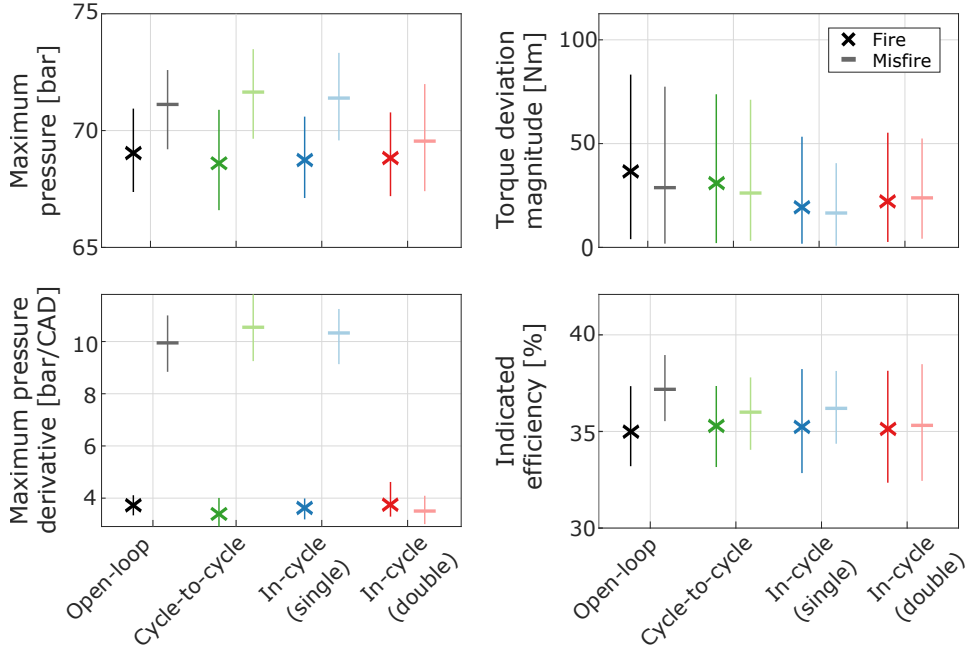 Maximum
pressure [bar]
75
70
65
Torque deviation
magnitude [Nm]
100
50
0
Fire
Misfire
Maximum pressure
derivative [bar/CAD]
10
8
6
4
Open-loop
Cycle-to-cycle
In-cycle
(single)
In-cycle
(double)
Indicated
efficiency [%]
40
35
30
Open-loop
Cycle-to-cycle
In-cycle
(single)
In-cycle
(double)